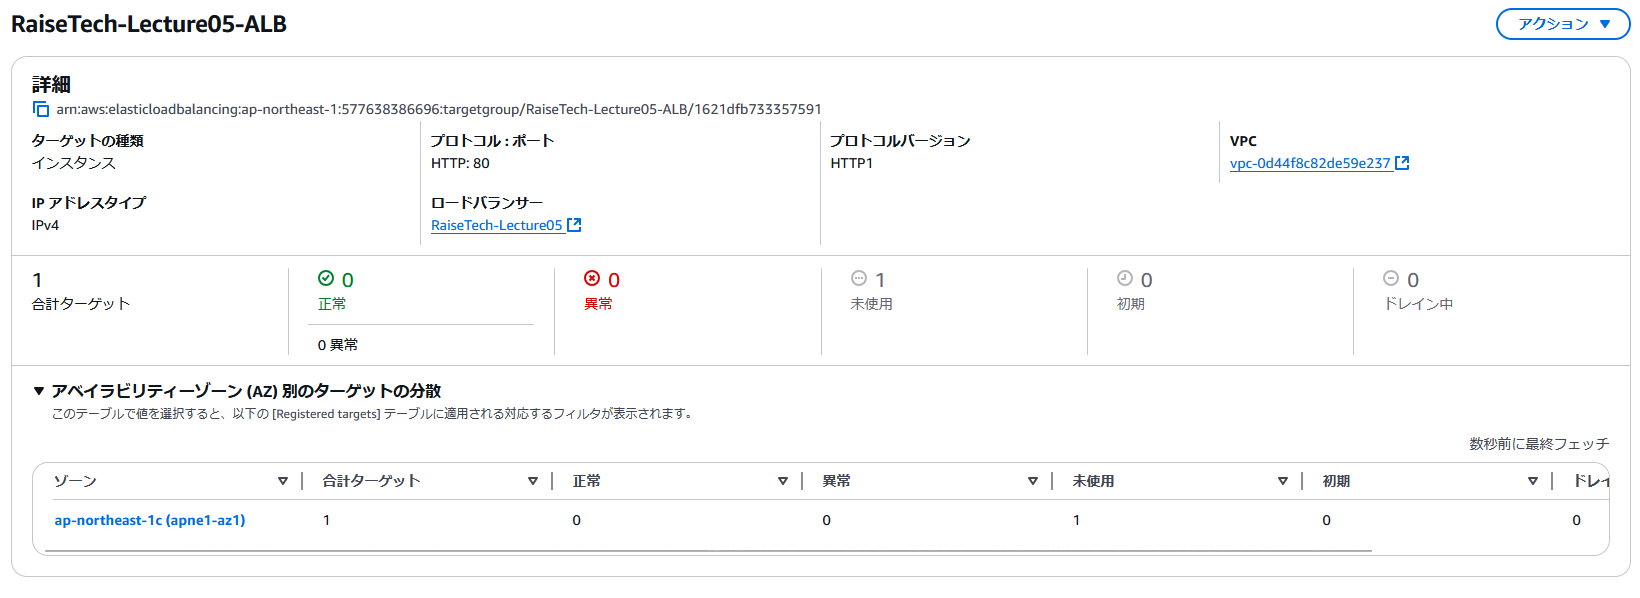 RaiseTech-Lecture05-ALB
アクション
詳細
arn:aws:elasticloadbalancing:ap-northeast-1:577638386696:targetgroup/RaiseTech-Lecture05-ALB/1621dfb733357591
ターゲットの種類
インスタンス
プロトコル : ポート
HTTP: 80
プロトコルバージョン
HTTP1
VPC
vpc-0d44f8c82de59e237
IP アドレスタイプ
IPv4
ロードバランサー
RaiseTech-Lecture05
1
合計ターゲット
0
正常
0 異常
0
異常
1
未使用
0
初期
0
ドレイン中
アベイラビリティーゾーン (AZ) 別のターゲットの分散
このテーブルで値を選択すると、以下の [Registered targets] テーブルに適用される対応するフィルタが表示されます。
数秒前に最終フェッチ
ゾーン 合計ターゲット 正常 異常 未使用 初期 ドレイ
ap-northeast-1c (apne1-az1) 1 0 0 1 0 0